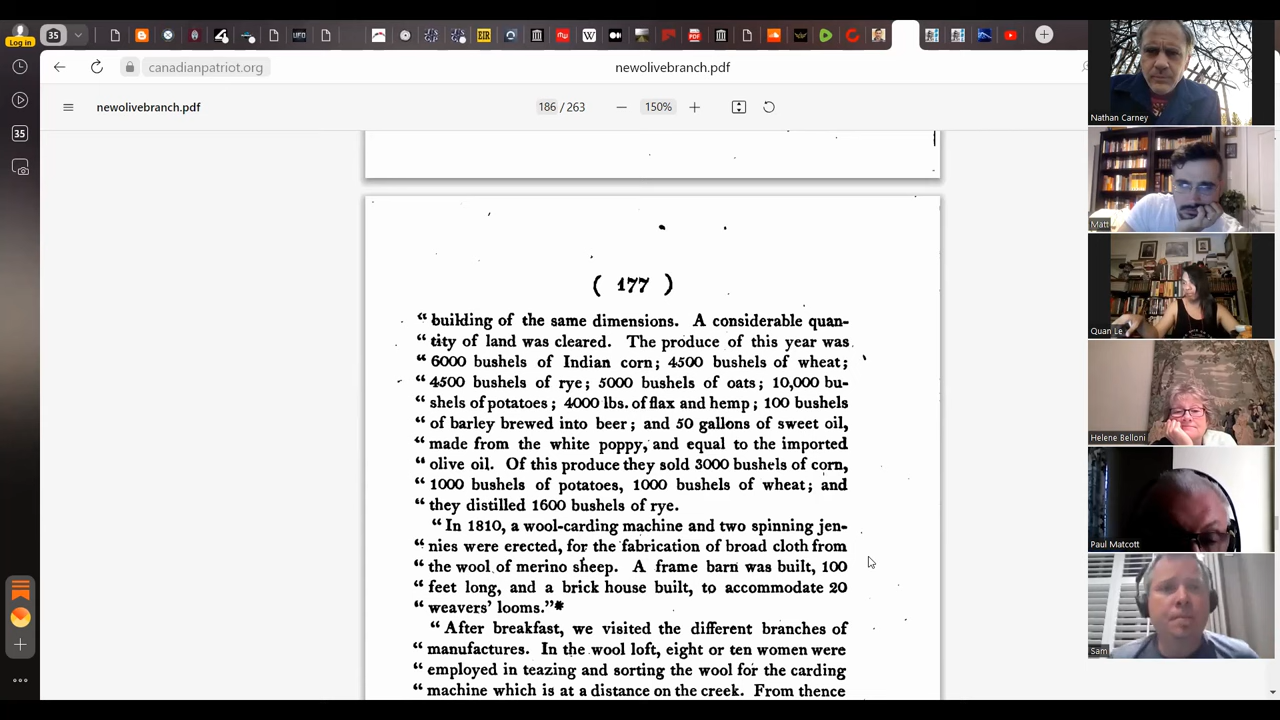 Log in
35
canadianpatriot.org
newolivebranch.pdf
newolivebranch.pdf
186 / 263
150%
35
( 177 )
“ building of the same dimensions. A considerable quan-
“ tity of land was cleared. The produce of this year was
“ 6000 bushels of Indian corn; 4500 bushels of wheat;
“ 4500 bushels of rye; 5000 bushels of oats; 10,000 bu-
“ shels of potatoes; 4000 lbs. of flax and hemp; 100 bushels
“ of barley brewed into beer; and 50 gallons of sweet oil,
“ made from the white poppy, and equal to the imported
“ olive oil. Of this produce they sold 3000 bushels of corn,
“ 1000 bushels of potatoes, 1000 bushels of wheat; and
“ they distilled 1600 bushels of rye.
“ In 1810, a wool-carding machine and two spinning jen-
“ nies were erected, for the fabrication of broad cloth from
“ the wool of merino sheep. A frame barn was built, 100
“ feet long, and a brick house built, to accommodate 20
“ weavers' looms.”*
“ After breakfast, we visited the different branches of
“ manufactures. In the wool loft, eight or ten women were
“ employed in teazing and sorting the wool for the carding
“ machine which is at a distance on the creek. From thence
Nathan Carney
Matt
Quan Le
Helene Belloni
Paul Matcott
Sam
EIR
UFO
PDF
W